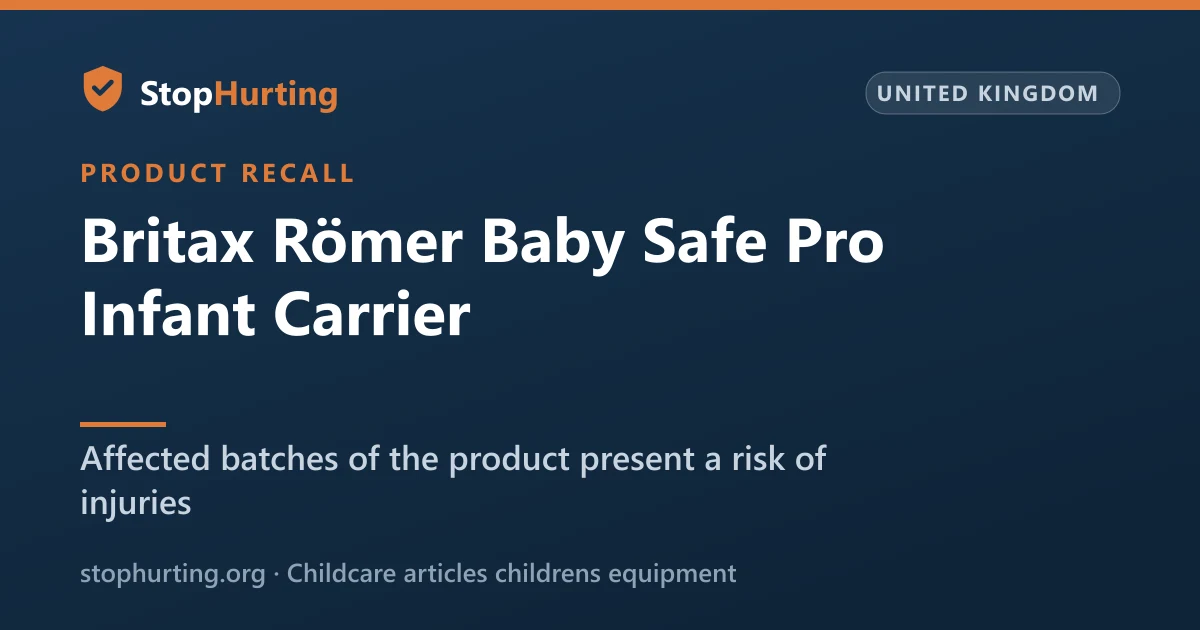 StopHurting
UNITED KINGDOM
PRODUCT RECALL
Britax Römer Baby Safe Pro
Infant Carrier
Affected batches of the product present a risk of
injuries
stophurting.org · Childcare articles childrens equipment